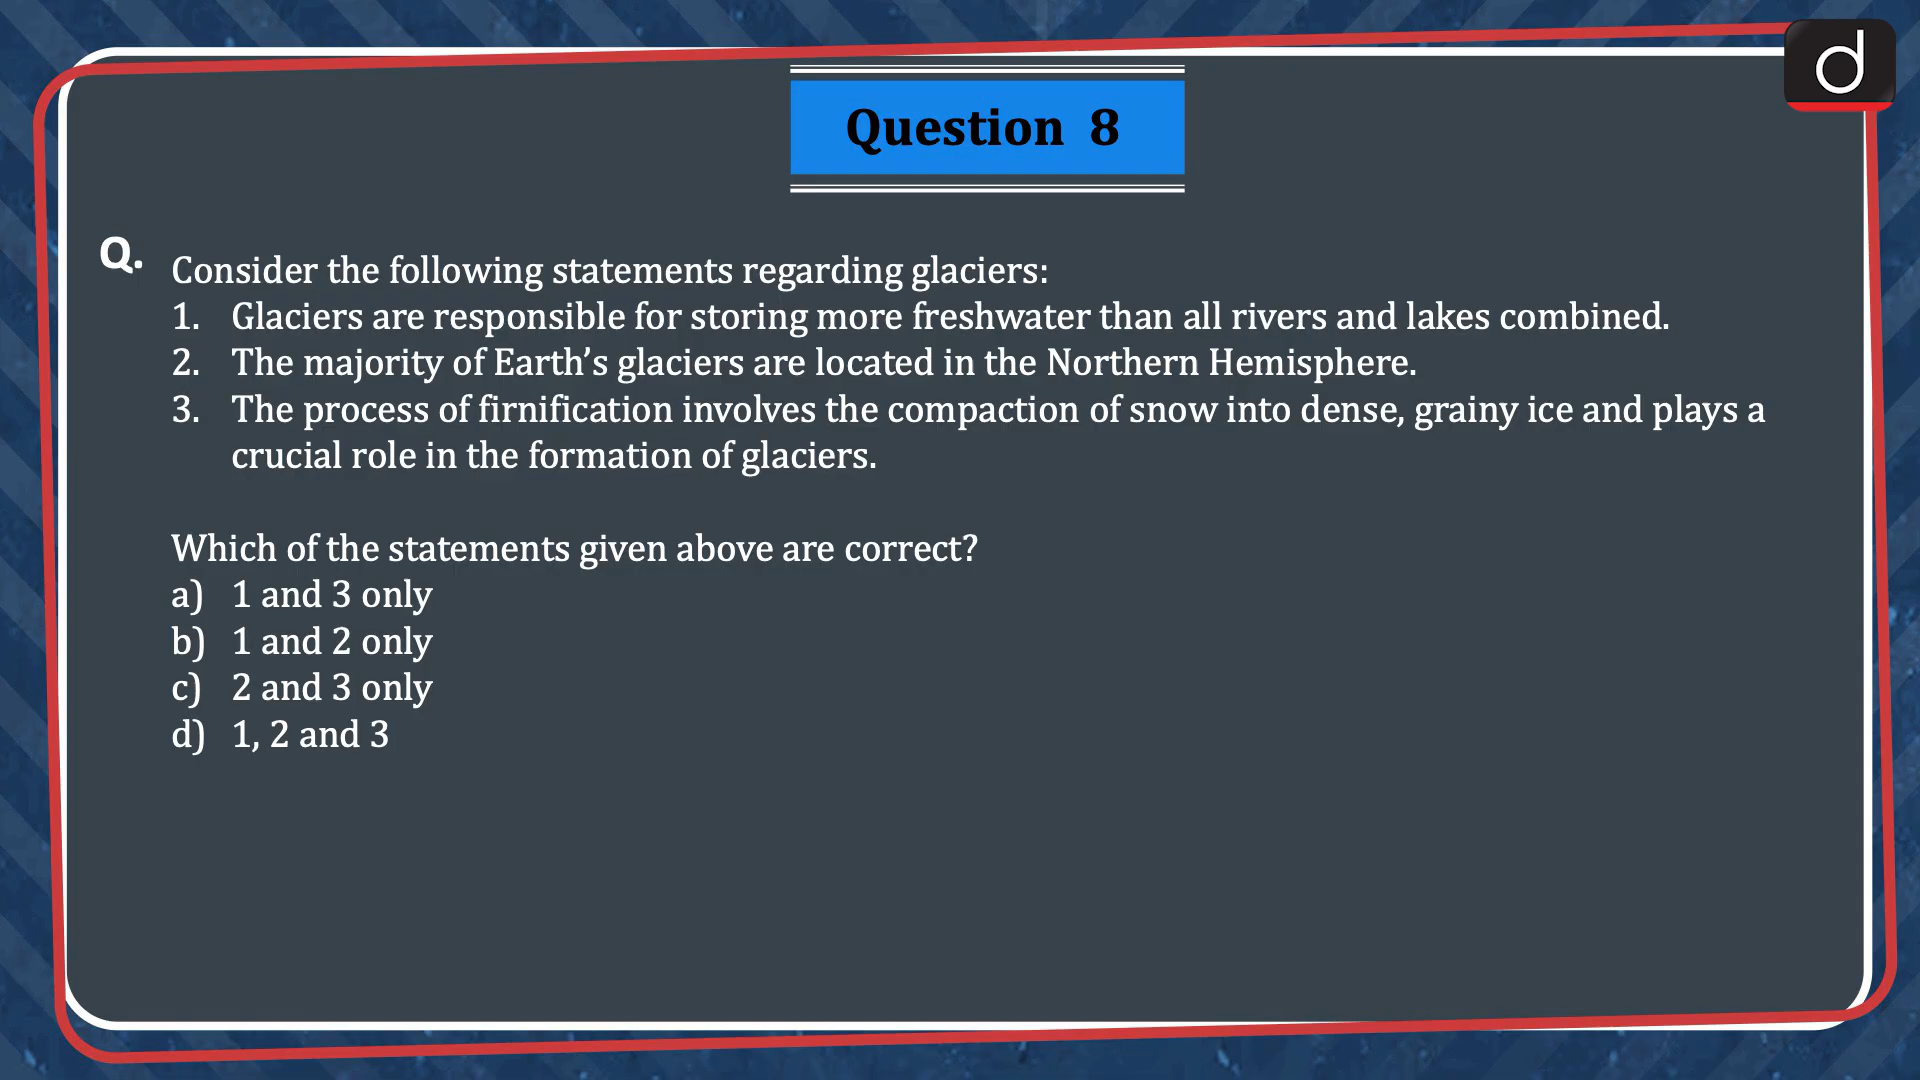 d
Question 8
Q.
Consider the following statements regarding glaciers:
1. Glaciers are responsible for storing more freshwater than all rivers and lakes combined.
2. The majority of Earth’s glaciers are located in the Northern Hemisphere.
3. The process of firnification involves the compaction of snow into dense, grainy ice and plays a
crucial role in the formation of glaciers.
Which of the statements given above are correct?
a) 1 and 3 only
b) 1 and 2 only
c) 2 and 3 only
d) 1, 2 and 3